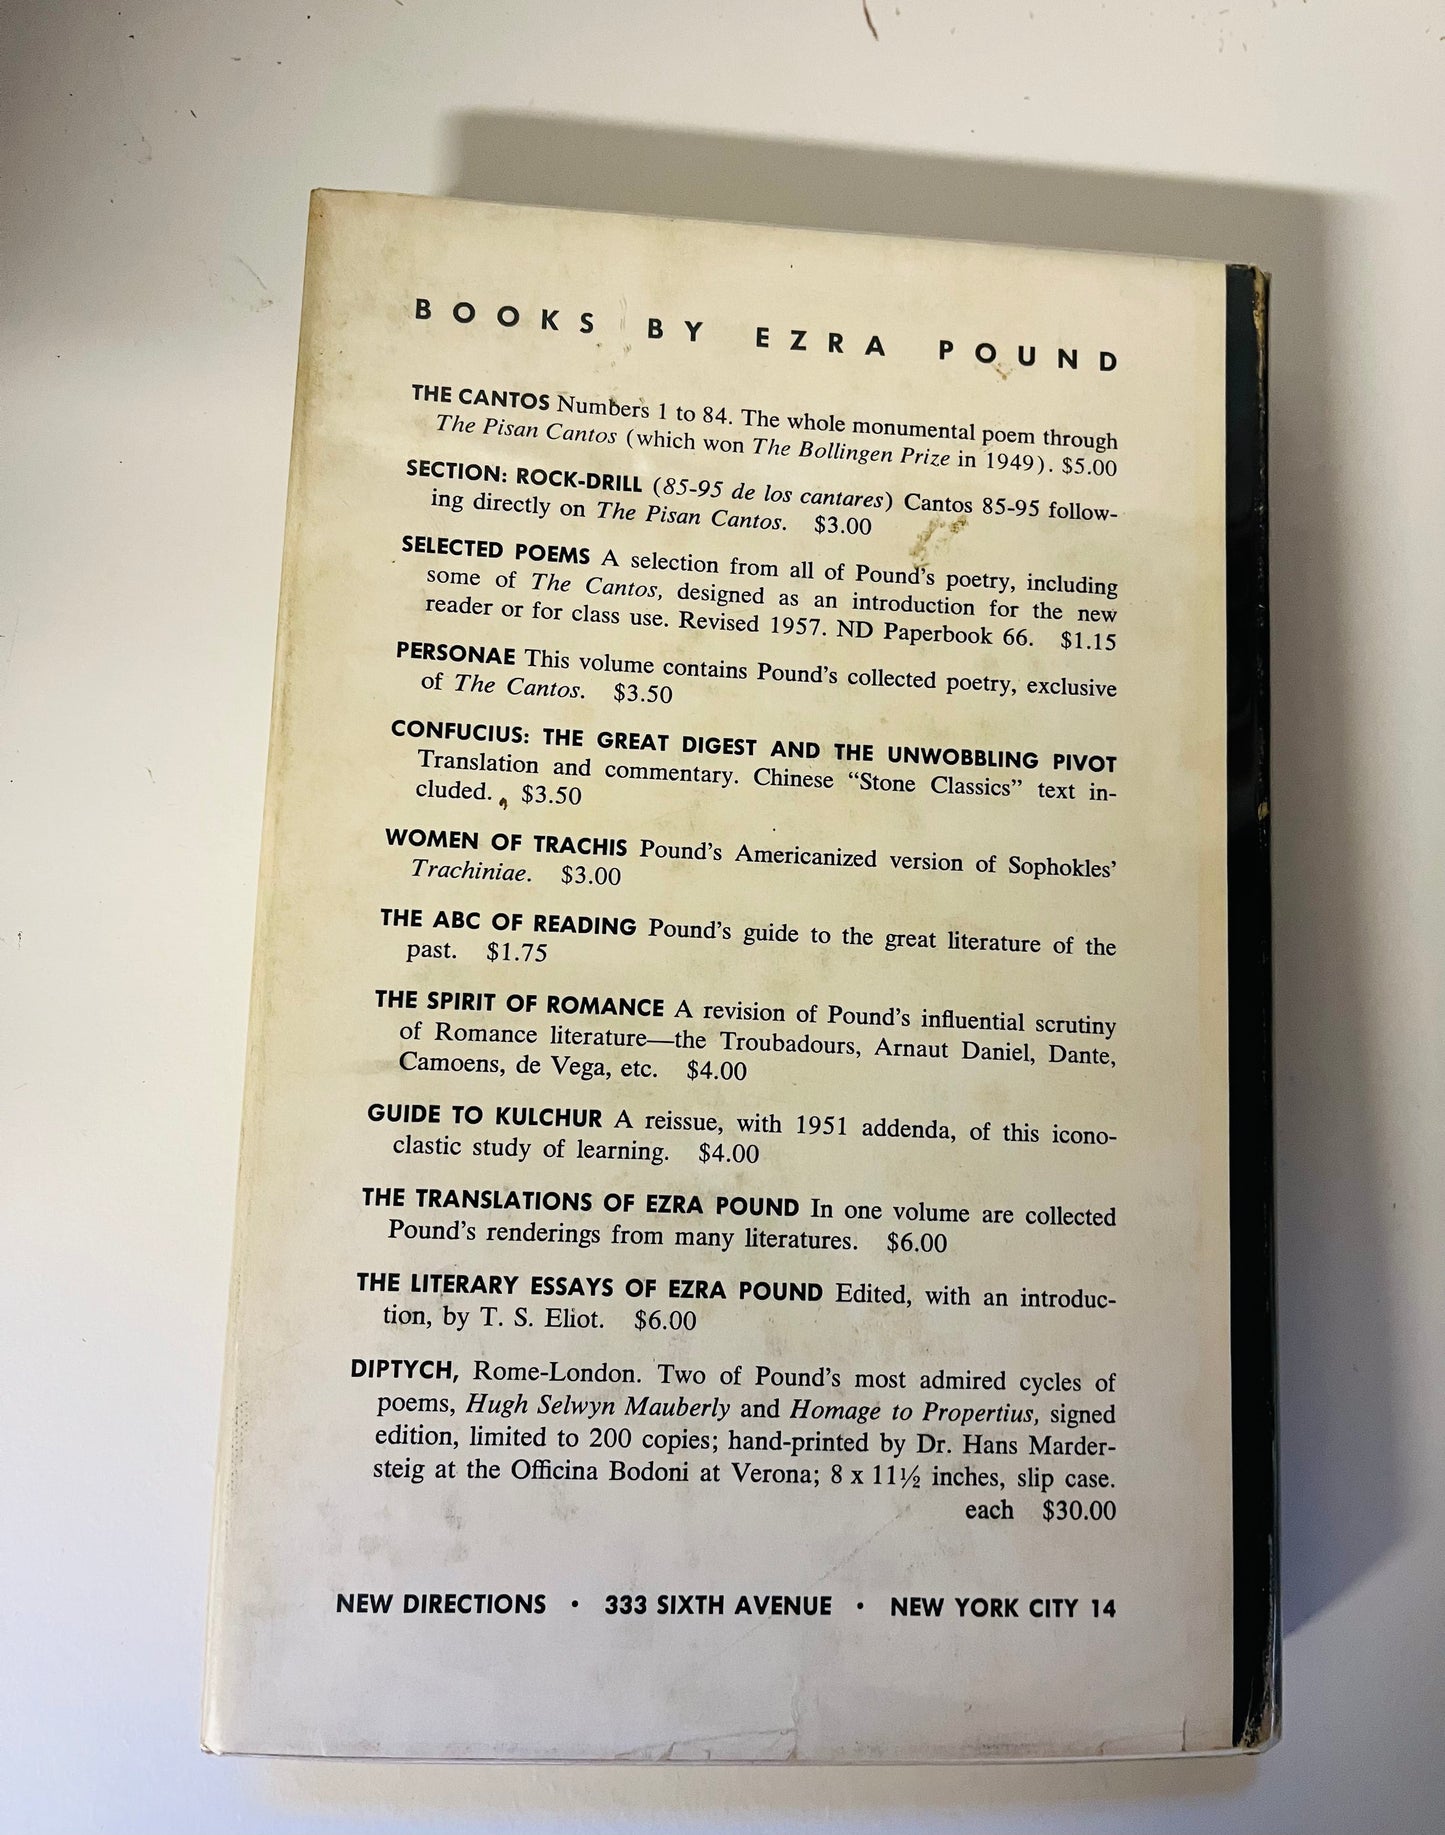 BOOKS BY EZRA POUND
THE CANTOS Numbers 1 to 84. The whole monumental poem through
The Pisan Cantos (which won The Bollingen Prize in 1949). $5.00
SECTION: ROCK-DRILL (85-95 de los cantares) Cantos 85-95 follow-
ing directly on The Pisan Cantos. $3.00
SELECTED POEMS A selection from all of Pound's poetry, including
some of The Cantos, designed as an introduction for the new
reader or for class use. Revised 1957. ND Paperbook 66. $1.15
PERSONAE This volume contains Pound's collected poetry, exclusive
of The Cantos. $3.50
CONFUCIUS: THE GREAT DIGEST AND THE UNWOBBLING PIVOT
Translation and commentary. Chinese “Stone Classics” text in-
cluded. $3.50
WOMEN OF TRACHIS Pound's Americanized version of Sophokles'
Trachiniae. $3.00
THE ABC OF READING Pound's guide to the great literature of the
past. $1.75
THE SPIRIT OF ROMANCE A revision of Pound's influential scrutiny
of Romance literature—the Troubadours, Arnaut Daniel, Dante,
Camoens, de Vega, etc. $4.00
GUIDE TO KULCHUR A reissue, with 1951 addenda, of this icono-
clastic study of learning. $4.00
THE TRANSLATIONS OF EZRA POUND In one volume are collected
Pound's renderings from many literatures. $6.00
THE LITERARY ESSAYS OF EZRA POUND Edited, with an introduc-
tion, by T. S. Eliot. $6.00
DIPTYCH, Rome-London. Two of Pound's most admired cycles of
poems, Hugh Selwyn Mauberly and Homage to Propertius, signed
edition, limited to 200 copies; hand-printed by Dr. Hans Marder-
steig at the Officina Bodoni at Verona; 8 x 11½ inches, slip case.
each $30.00
NEW DIRECTIONS • 333 SIXTH AVENUE • NEW YORK CITY 14